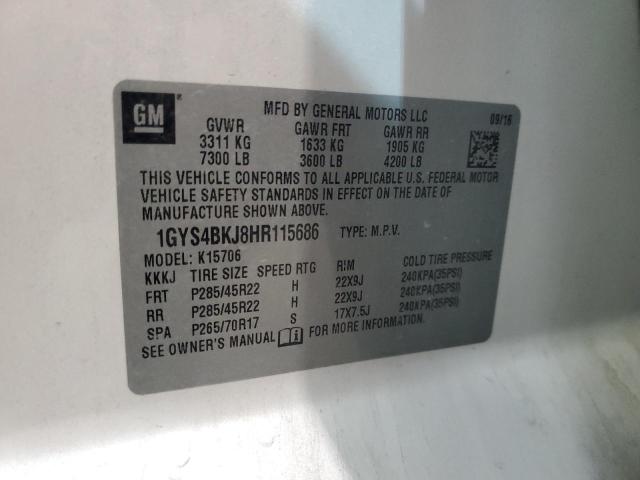 GM
MFD BY GENERAL MOTORS LLC 09/16
GVWR GAWR FRT GAWR RR
3311 KG 1633 KG 1905 KG
7300 LB 3600 LB 4200 LB
THIS VEHICLE CONFORMS TO ALL APPLICABLE U.S. FEDERAL MOTOR
VEHICLE SAFETY STANDARDS IN EFFECT ON THE DATE OF
MANUFACTURE SHOWN ABOVE.
1GYS4BKJ8HR115686 TYPE: M.P.V.
MODEL: K15706
KKKJ TIRE SIZE SPEED RTG RIM COLD TIRE PRESSURE
FRT P285/45R22 H 22X9J 240KPA(35PSI)
RR P285/45R22 H 22X9J 240KPA(35PSI)
SPA P265/70R17 S 17X7.5J 240KPA(35PSI)
SEE OWNER'S MANUAL FOR MORE INFORMATION.